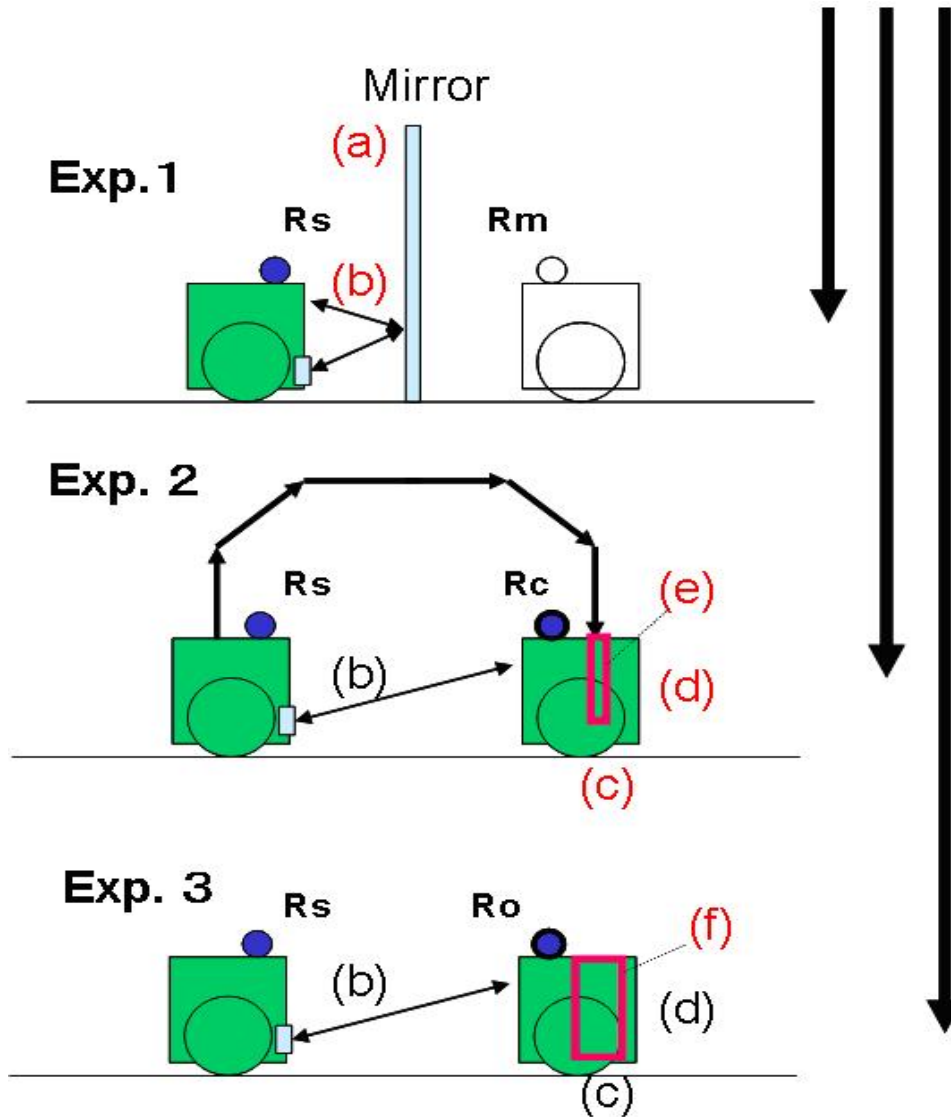 Mirror
(a)
Exp.1
Rs
Rm
(b)
Exp. 2
Rs
Rc
(e)
(b)
(d)
(c)
Exp. 3
Rs
Ro
(f)
(b)
(d)
(c)